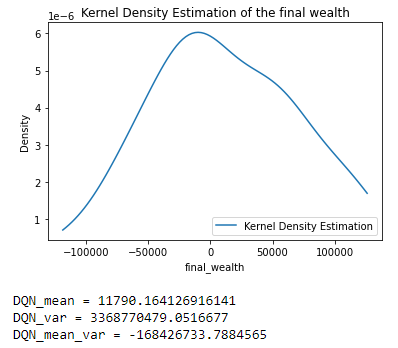 Kernel Density Estimation of the final wealth
1e-6
6
5
4
3
2
1
Density
Kernel Density Estimation
−100000 −50000 0 50000 100000
final_wealth
DQN_mean = 11790.164126916141
DQN_var = 3368770479.0516677
DQN_mean_var = -168426733.7884565